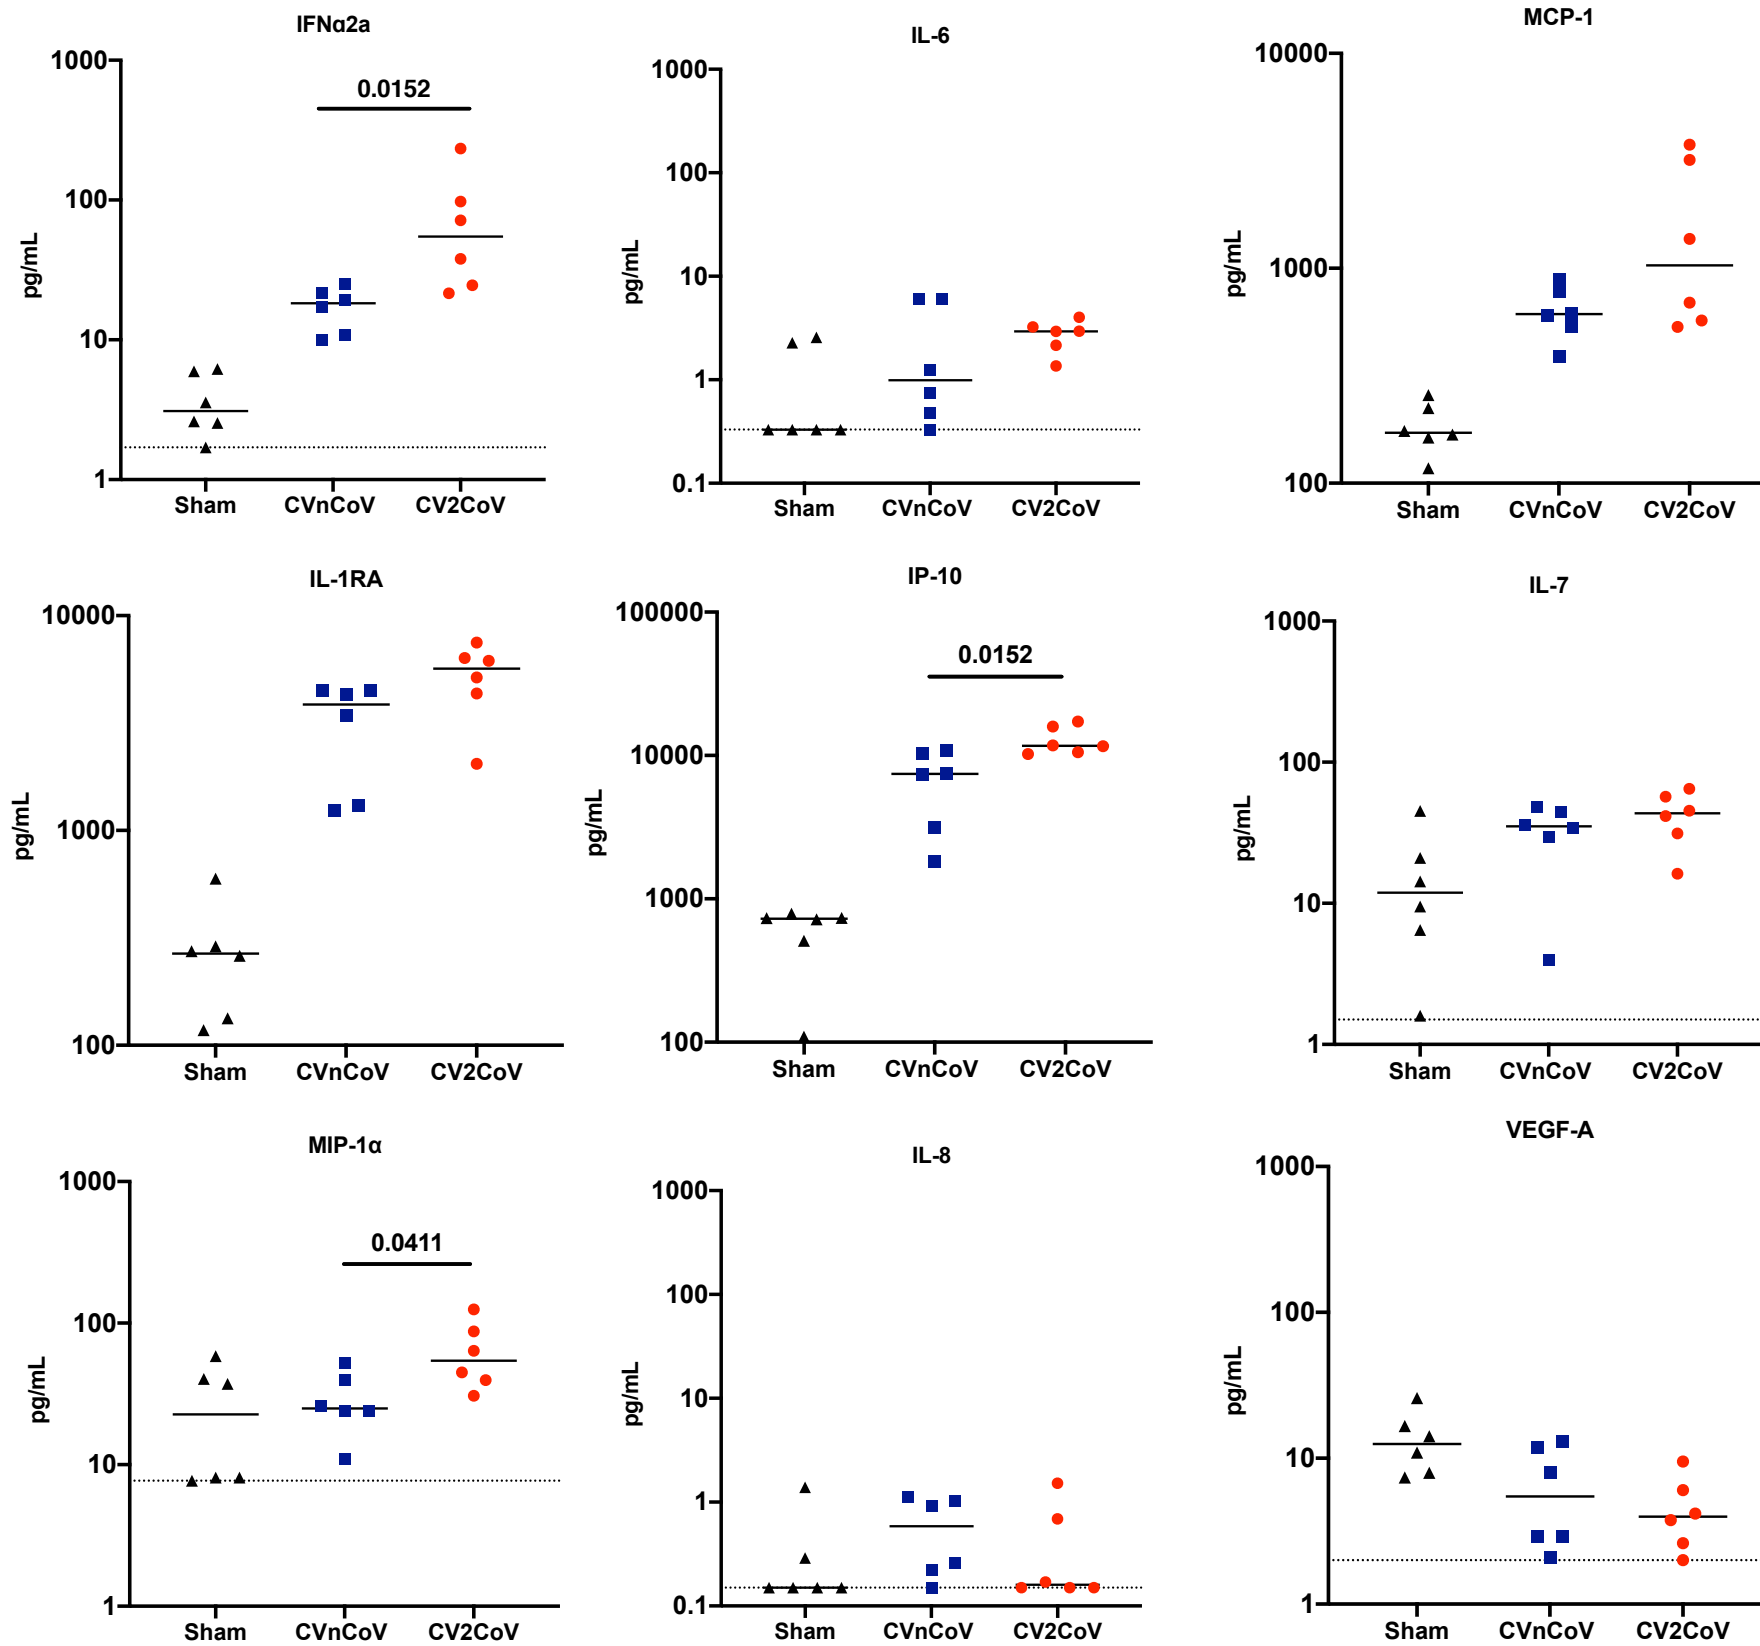 IFNα2a
1000
0.0152
100
pg/mL
10
1
Sham CVnCoV CV2CoV
IL-6
1000
100
10
pg/mL
1
0.1
Sham CVnCoV CV2CoV
MCP-1
10000
1000
pg/mL
100
Sham CVnCoV CV2CoV
IL-1RA
10000
1000
pg/mL
100
Sham CVnCoV CV2CoV
IP-10
100000
0.0152
10000
pg/mL
1000
100
Sham CVnCoV CV2CoV
IL-7
1000
100
pg/mL
10
1
Sham CVnCoV CV2CoV
MIP-1α
1000
0.0411
100
pg/mL
10
1
Sham CVnCoV CV2CoV
IL-8
1000
100
10
pg/mL
1
0.1
Sham CVnCoV CV2CoV
VEGF-A
1000
100
pg/mL
10
1
Sham CVnCoV CV2CoV